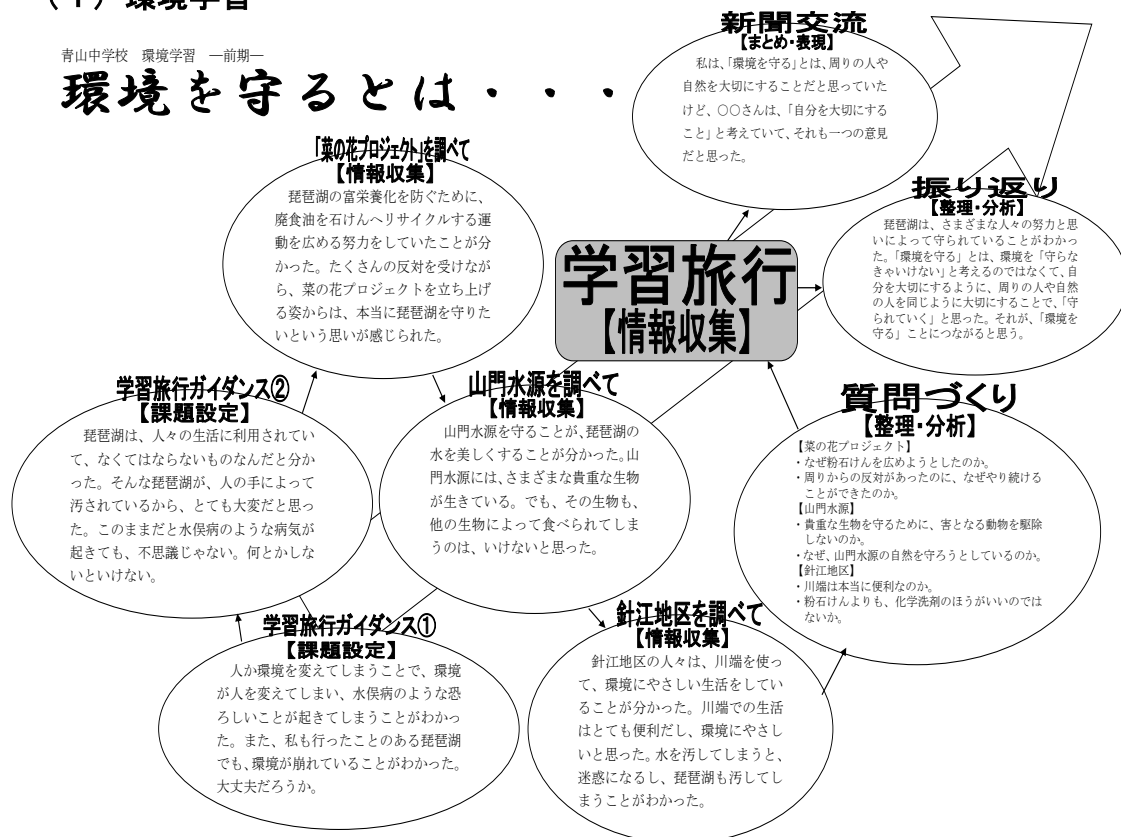 （１）環境学習
青山中学校　環境学習　―前期―
環境を守るとは・・・
新聞交流
【まとめ・表現】
私は、「環境を守る」とは、周りの人や
自然を大切にすることだと思っていた
けど、〇〇さんは、「自分を大切にする
こと」と考えていて、それも一つの意見
だと思った。
「菜の花プロジェクト」を調べて
【情報収集】
琵琶湖の富栄養化を防ぐために、
廃食油を石けんへリサイクルする運
動を広める努力をしていたことが分
かった。たくさんの反対を受けなが
ら、菜の花プロジェクトを立ち上げ
る姿からは、本当に琵琶湖を守りた
いという思いが感じられた。
振り返り
【整理・分析】
琵琶湖は、さまざまな人々の努力と思
いによって守られていることがわかっ
た。「環境を守る」とは、環境を「守らな
きゃいけない」と考えるのではなくて、自
分を大切にするように、周りの人や自然
の人を同じように大切にすることで、「守
られていく」と思った。それが、「環境を
守る」ことにつながると思う。
学習旅行
【情報収集】
学習旅行ガイダンス②
【課題設定】
琵琶湖は、人々の生活に利用されてい
て、なくてはならないものなんだと分か
った。そんな琵琶湖が、人の手によって
汚されているから、とても大変だと思っ
た。このままだと水俣病のような病気が
起きても、不思議じゃない。何とかしな
いといけない。
山門水源を調べて
【情報収集】
山門水源を守ることが、琵琶湖の
水を美しくすることが分かった。山
門水源には、さまざまな貴重な生物
が生きている。でも、その生物も、
他の生物によって食べられてしま
うのは、いけないと思った。
質問づくり
【整理・分析】
【菜の花プロジェクト】
・なぜ粉石けんを広めようとしたのか。
・周りからの反対があったのに、なぜやり続ける
ことができたのか。
【山門水源】
・貴重な生物を守るために、害となる動物を駆除
しないのか。
・なぜ、山門水源の自然を守ろうとしているのか。
【針江地区】
・川端は本当に便利なのか。
・粉石けんよりも、化学洗剤のほうがいいのでは
ないか。
学習旅行ガイダンス①
【課題設定】
人か環境を変えてしまうことで、環境
が人を変えてしまい、水俣病のような恐
ろしいことが起きてしまうことがわかっ
た。また、私も行ったことのある琵琶湖
でも、環境が崩れていることがわかった。
大丈夫だろうか。
針江地区を調べて
【情報収集】
針江地区の人々は、川端を使っ
て、環境にやさしい生活をしてい
ることが分かった。川端での生活
はとても便利だし、環境にやさし
いと思った。水を汚してしまうと、
迷惑になるし、琵琶湖も汚してし
まうことがわかった。